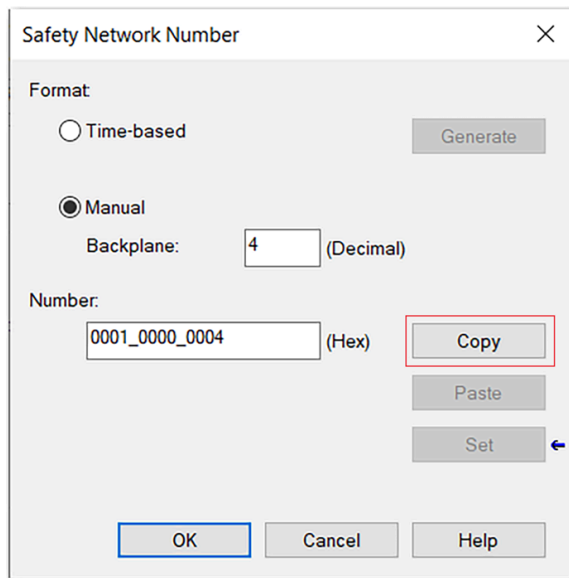 Safety Network Number
Format:
Time-based
Generate
Manual
Backplane: 4 (Decimal)
Number:
0001_0000_0004 (Hex) Copy
Paste
Set
OK Cancel Help